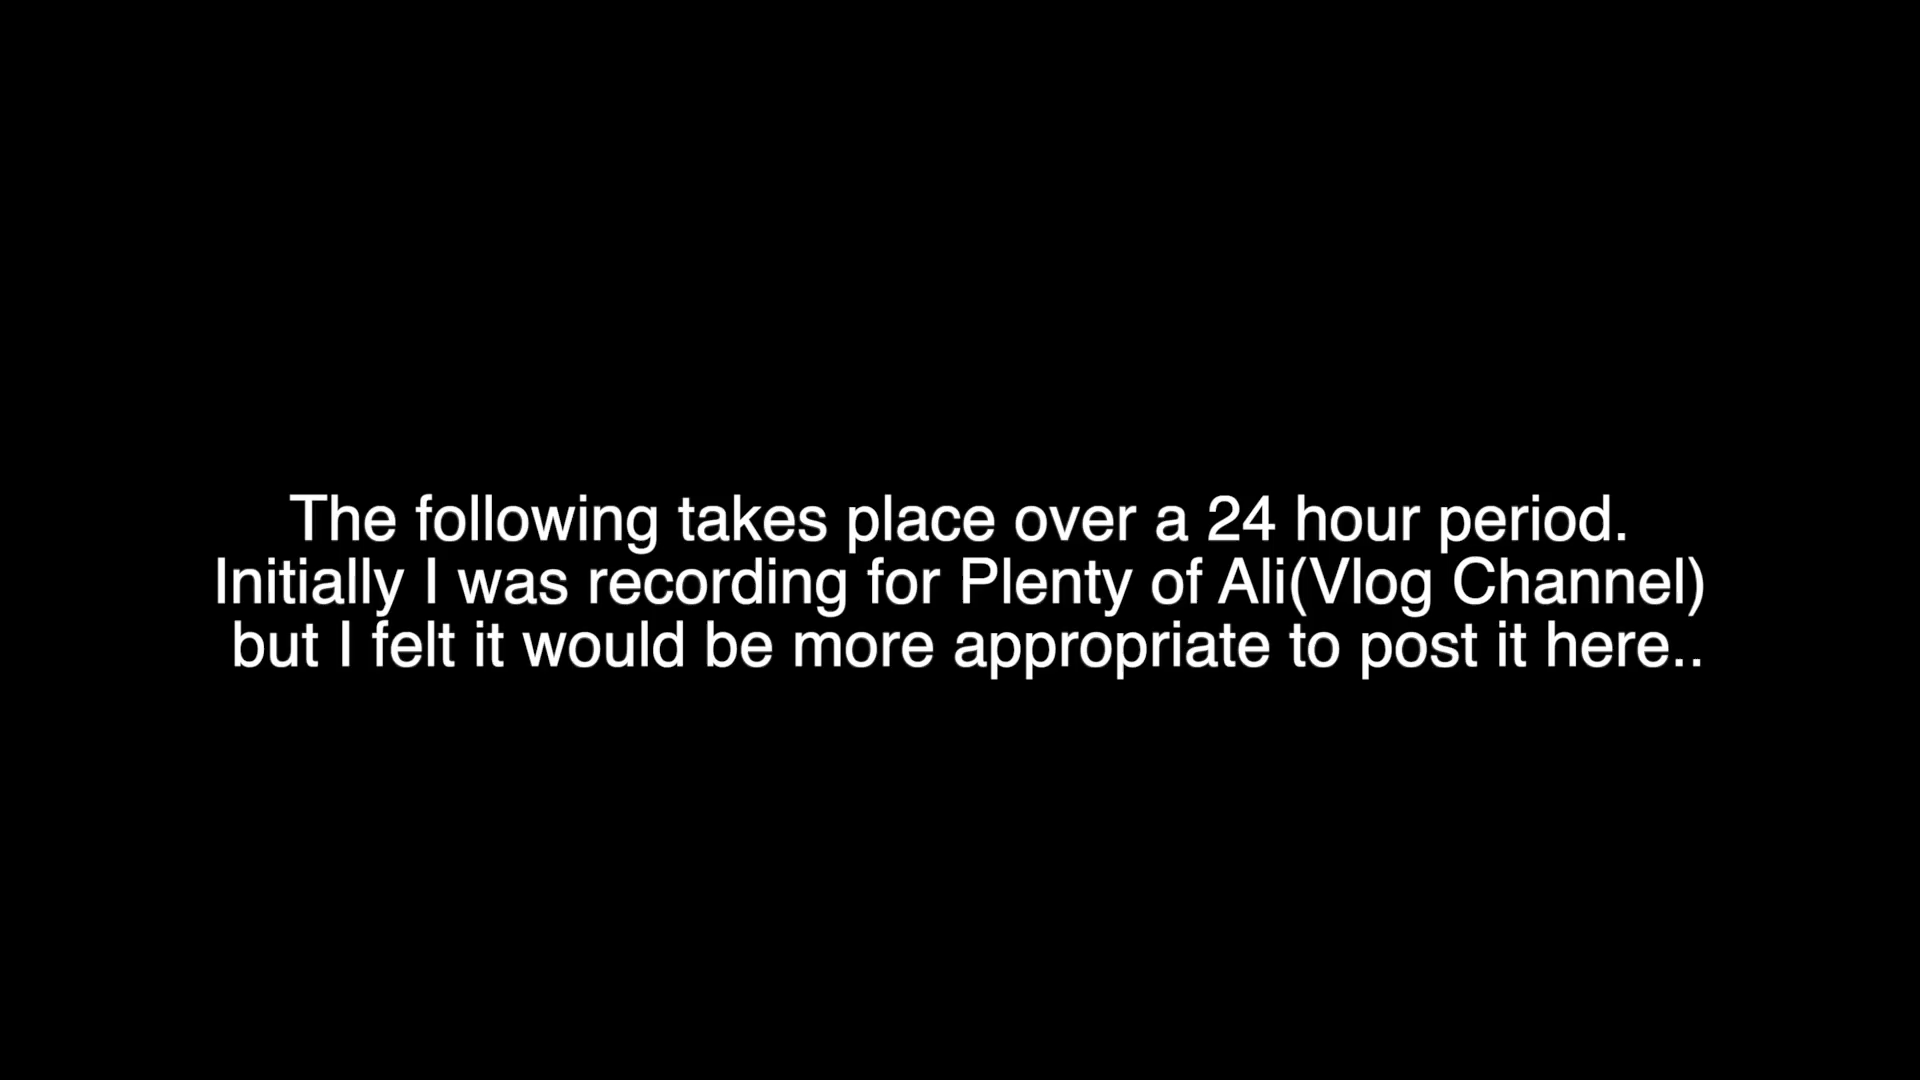 The following takes place over a 24 hour period.
Initially I was recording for Plenty of Ali(Vlog Channel)
but I felt it would be more appropriate to post it here..